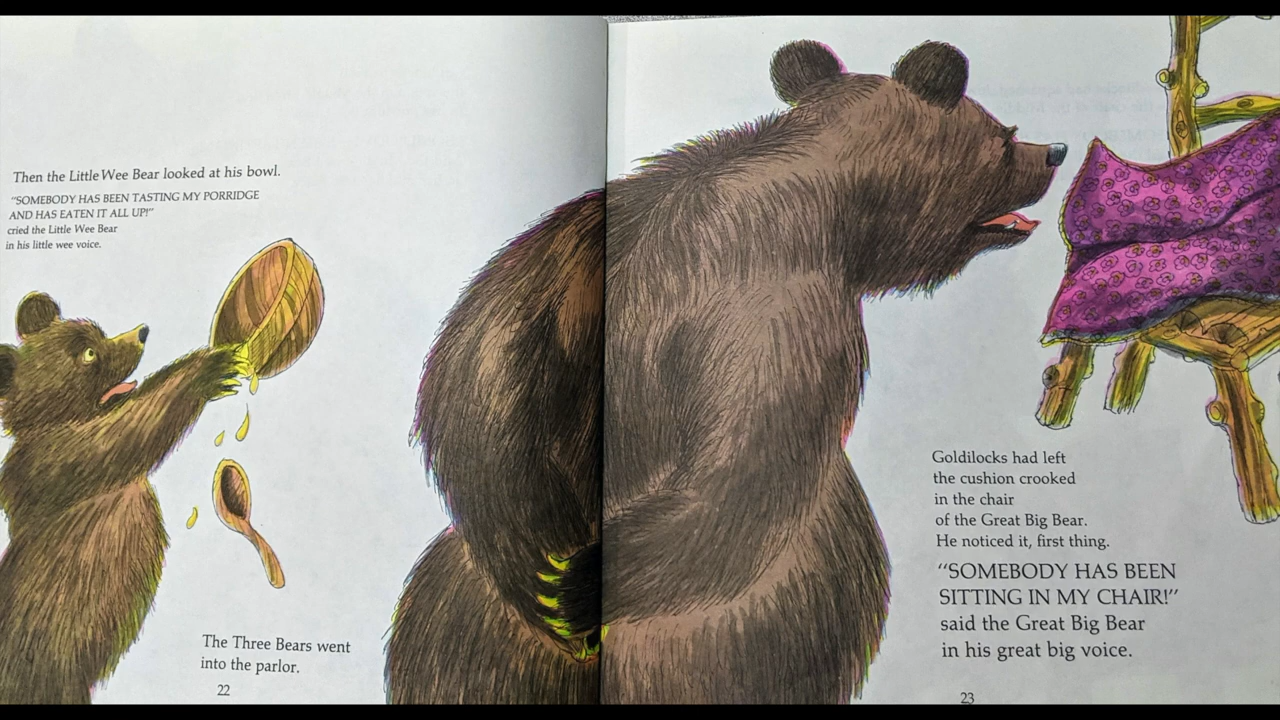 Then the Little Wee Bear looked at his bowl.
"SOMEBODY HAS BEEN TASTING MY PORRIDGE
AND HAS EATEN IT ALL UP!"
cried the Little Wee Bear
in his little wee voice.
The Three Bears went
into the parlor.
22
Goldilocks had left
the cushion crooked
in the chair
of the Great Big Bear.
He noticed it, first thing.
"SOMEBODY HAS BEEN
SITTING IN MY CHAIR!"
said the Great Big Bear
in his great big voice.
23